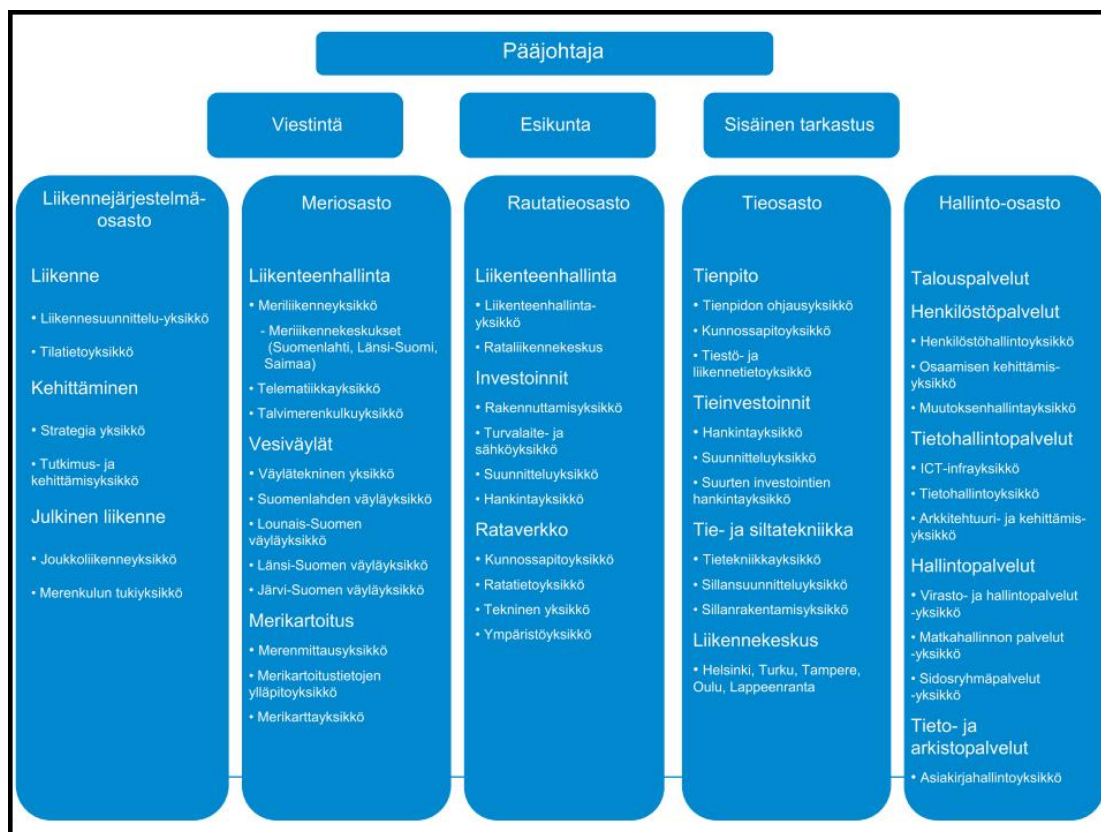 Pääjohtaja
Viestintä
Esikunta
Sisäinen tarkastus
Liikennejärjestelmä-
osasto
Liikenne
• Liikennesuunnittelu-yksikkö
• Tilatietoyksikkö
Kehittäminen
• Strategia yksikkö
• Tutkimus- ja
kehittämisyksikkö
Julkinen liikenne
• Joukkoliikenneyksikkö
• Merenkulun tukiyksikkö
Meriosasto
Liikenteenhallinta
• Meriliikenneyksikkö
- Meriiikennekeskukset
(Suomenlahti, Länsi-Suomi,
Saimaa)
• Telematiikkayksikkö
• Talvimerenkulkuyksikkö
Vesiväylät
• Väylätekninen yksikkö
• Suomenlahden väyläyksikkö
• Lounais-Suomen
väyläyksikkö
• Länsi-Suomen väyläyksikkö
• Järvi-Suomen väyläyksikkö
Merikartoitus
• Merenmittausyksikkö
• Merikartoitustietojen
ylläpitoyksikkö
• Merikarttayksikkö
Rautatieosasto
Liikenteenhallinta
• Liikenteenhallinta-
yksikkö
• Rataliikennekeskus
Investoinnit
• Rakennuttamisyksikkö
• Turvalaite- ja
sähköyksikkö
• Suunnitteluyksikkö
• Hankintayksikkö
Rataverkko
• Kunnossapitoyksikkö
• Ratatietoyksikkö
• Tekninen yksikkö
• Ympäristöyksikkö
Tieosasto
Tienpito
• Tienpidon ohjausyksikkö
• Kunnossapitoyksikkö
• Tiestö- ja
liikennetietoyksikkö
Tieinvestoinnit
• Hankintayksikkö
• Suunnitteluyksikkö
• Suurten investointien
hankintayksikkö
Tie- ja siltatekniikka
• Tietekniikkayksikkö
• Sillansuunnitteluyksikkö
• Sillanrakentamisyksikkö
Liikennekeskus
• Helsinki, Turku, Tampere,
Oulu, Lappeenranta
Hallinto-osasto
Talouspalvelut
Henkilöstöpalvelut
• Henkilöstöhallintoyksikkö
• Osaamisen kehittämis-
yksikkö
• Muutoksenhallintayksikkö
Tietohallintopalvelut
• ICT-infrayksikkö
• Tietohallintoyksikkö
• Arkkitehtuuri- ja kehittämis-
yksikkö
Hallintopalvelut
• Virasto- ja hallintopalvelut
-yksikkö
• Matkahallinnon palvelut
-yksikkö
• Sidosryhmäpalvelut
-yksikkö
Tieto- ja
arkistopalvelut
• Asiakirjahallintoyksikkö